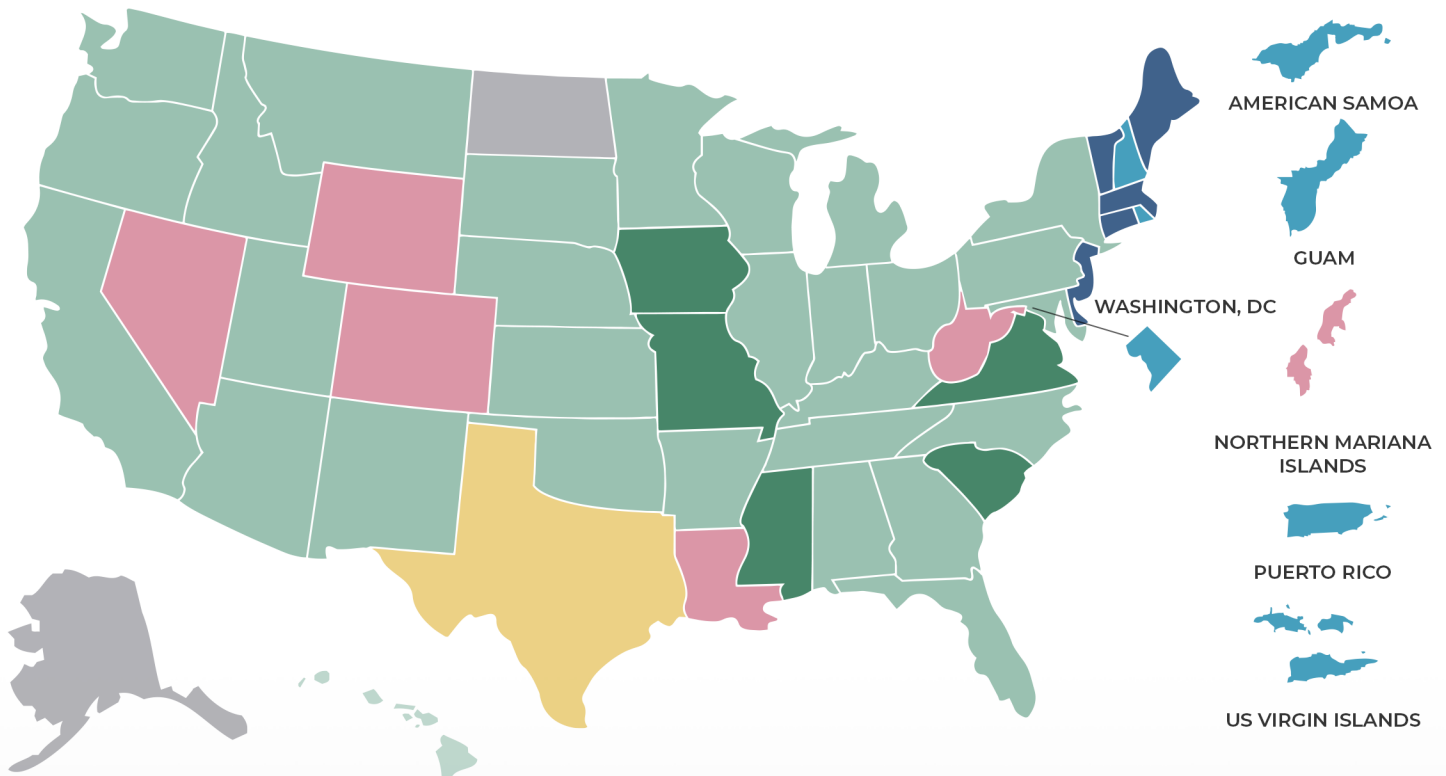 AMERICAN SAMOA
GUAM
WASHINGTON, DC
NORTHERN MARIANA
ISLANDS
PUERTO RICO
US VIRGIN ISLANDS